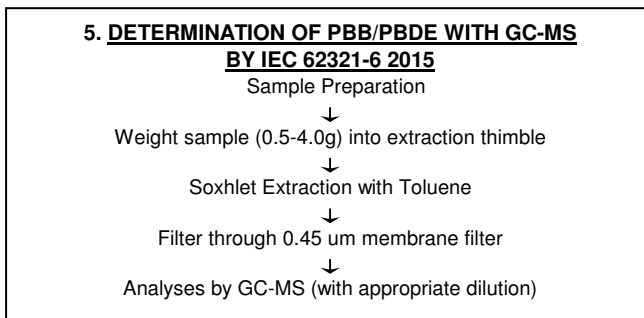 5. DETERMINATION OF PBB/PBDE WITH GC-MS
BY IEC 62321-6 2015
Sample Preparation
↓
Weight sample (0.5-4.0g) into extraction thimble
↓
Soxhlet Extraction with Toluene
↓
Filter through 0.45 um membrane filter
↓
Analyses by GC-MS (with appropriate dilution)